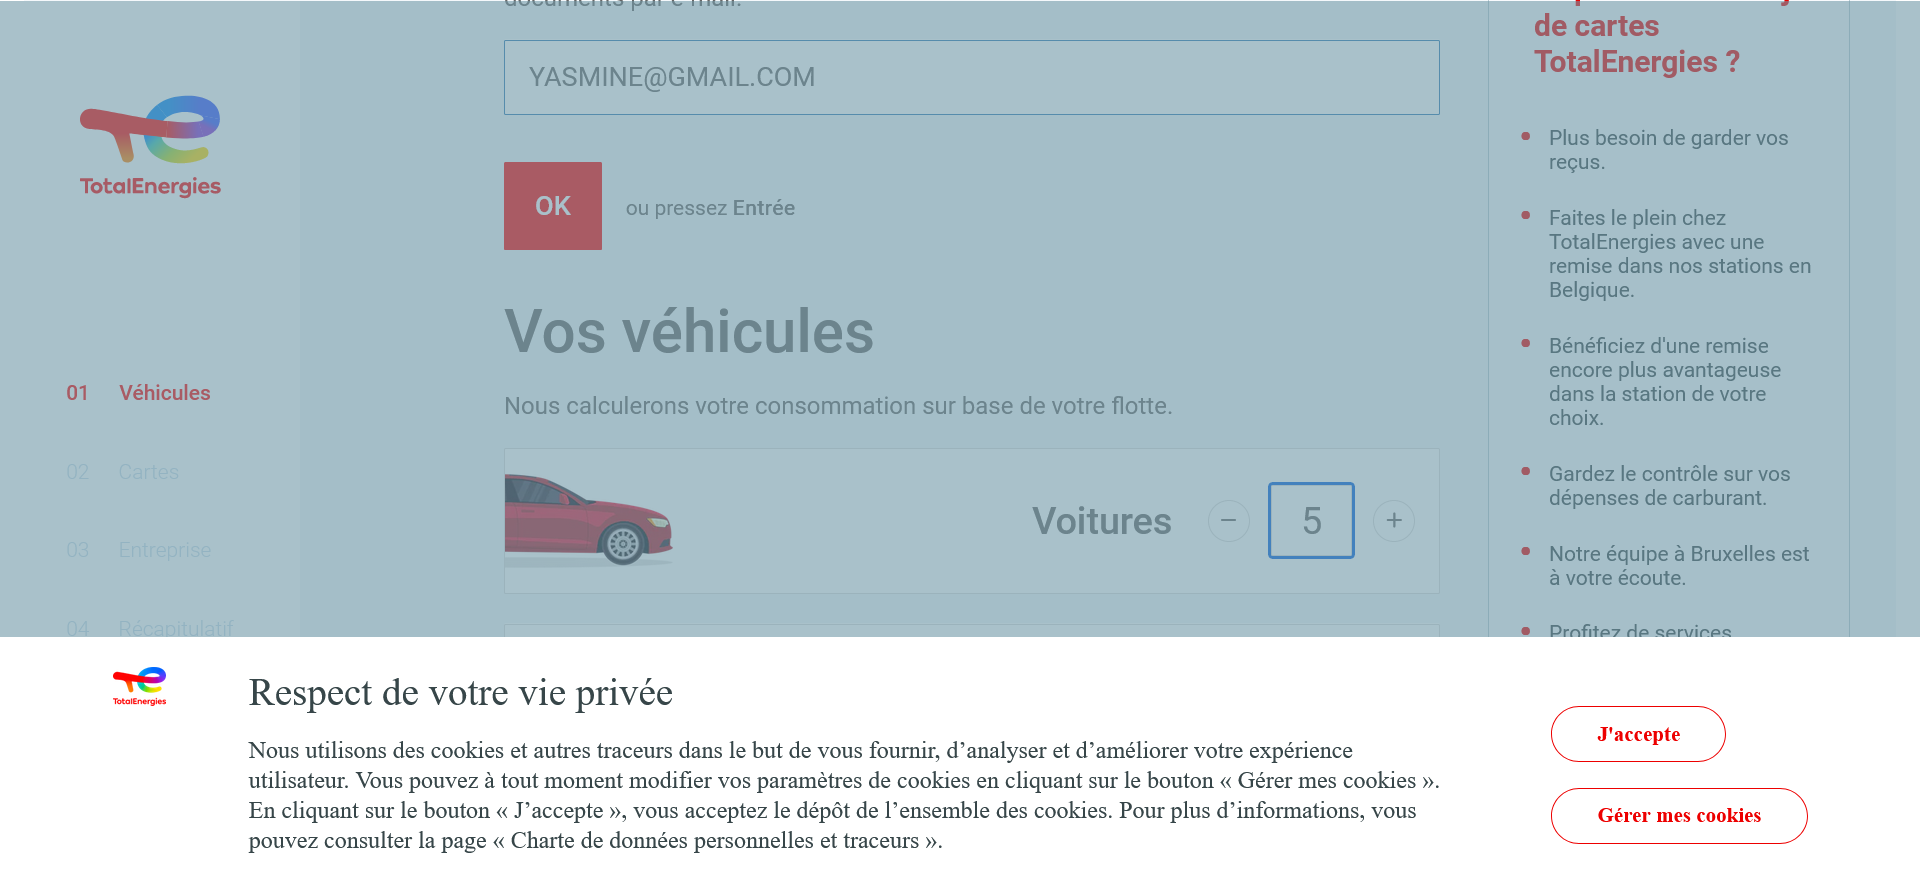 documents par e-mail.
YASMINE@GMAIL.COM
OK
ou pressez Entrée
Vos véhicules
Nous calculerons votre consommation sur base de votre flotte.
Voitures
−
5
+
TotalEnergies
01 Véhicules
02 Cartes
03 Entreprise
04 Récapitulatif
de cartes
TotalEnergies ?
Plus besoin de garder vos
reçus.
Faites le plein chez
TotalEnergies avec une
remise dans nos stations en
Belgique.
Bénéficiez d'une remise
encore plus avantageuse
dans la station de votre
choix.
Gardez le contrôle sur vos
dépenses de carburant.
Notre équipe à Bruxelles est
à votre écoute.
Profitez de services
TotalEnergies
Respect de votre vie privée
Nous utilisons des cookies et autres traceurs dans le but de vous fournir, d’analyser et d’améliorer votre expérience
utilisateur. Vous pouvez à tout moment modifier vos paramètres de cookies en cliquant sur le bouton « Gérer mes cookies ».
En cliquant sur le bouton « J’accepte », vous acceptez le dépôt de l’ensemble des cookies. Pour plus d’informations, vous
pouvez consulter la page « Charte de données personnelles et traceurs ».
J'accepte
Gérer mes cookies